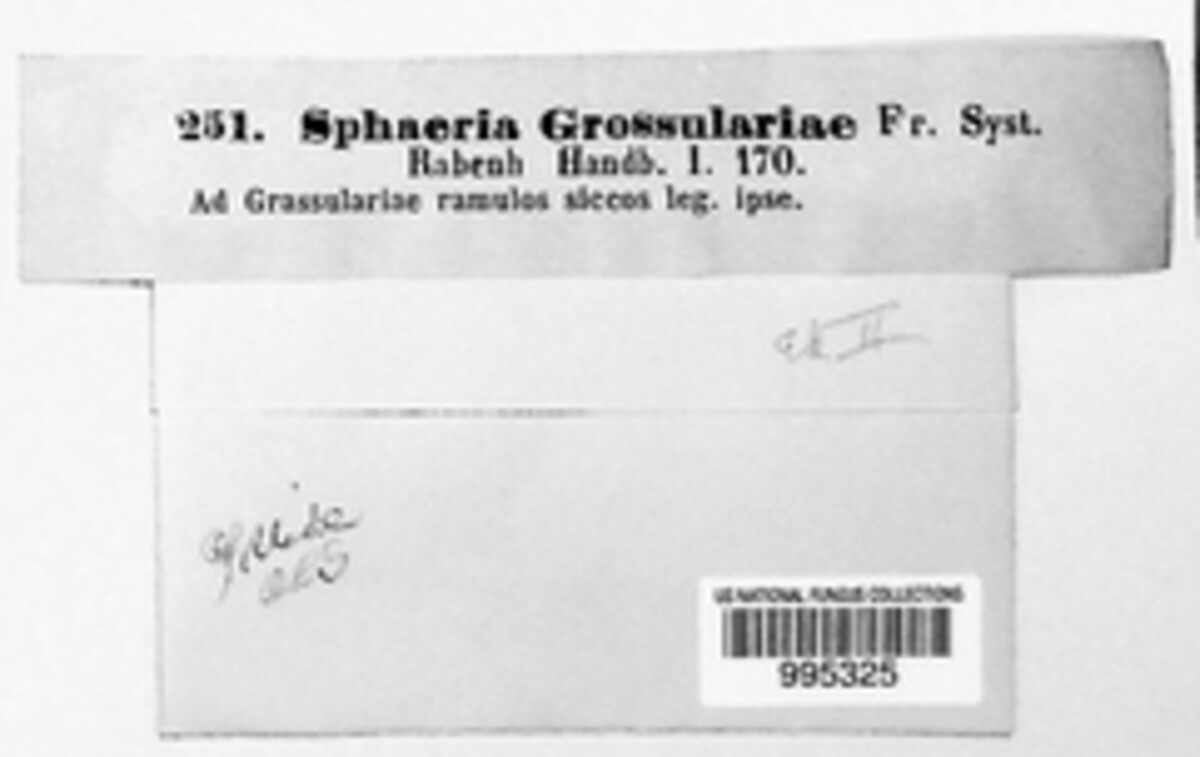 251. Sphaeria Grossulariae Fr. Syst.
Rabenh Handb. I. 170.
Ad Grassulariae ramulos siccos leg. ipse.
II
US NATIONAL FUNGUS COLLECTIONS
995325